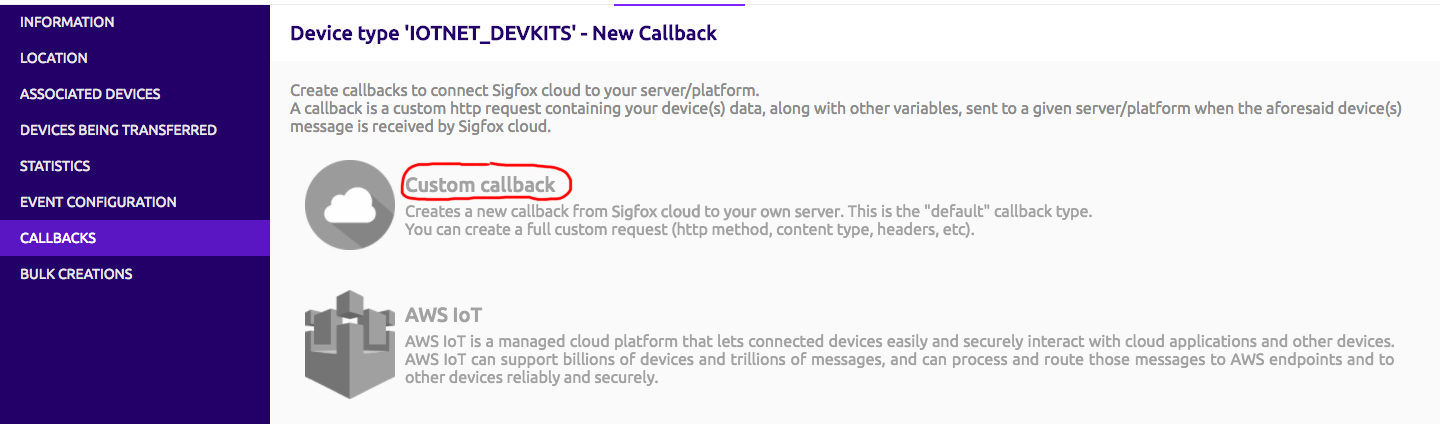 INFORMATION
LOCATION
ASSOCIATED DEVICES
DEVICES BEING TRANSFERRED
STATISTICS
EVENT CONFIGURATION
CALLBACKS
BULK CREATIONS
Device type 'IOTNET_DEVKITS' - New Callback
Create callbacks to connect Sigfox cloud to your server/platform.
A callback is a custom http request containing your device(s) data, along with other variables, sent to a given server/platform when the aforesaid device(s)
message is received by Sigfox cloud.
Custom callback
Creates a new callback from Sigfox cloud to your own server. This is the "default" callback type.
You can create a full custom request (http method, content type, headers, etc).
AWS IoT
AWS IoT is a managed cloud platform that lets connected devices easily and securely interact with cloud applications and other devices.
AWS IoT can support billions of devices and trillions of messages, and can process and route those messages to AWS endpoints and to
other devices reliably and securely.